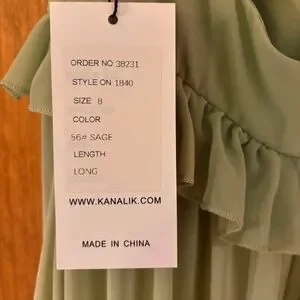 ORDER NO 38231
STYLE ON 1840
SIZE 8
COLOR
56# SAGE
LENGTH
LONG
WWW.KANALIK.COM
MADE IN CHINA